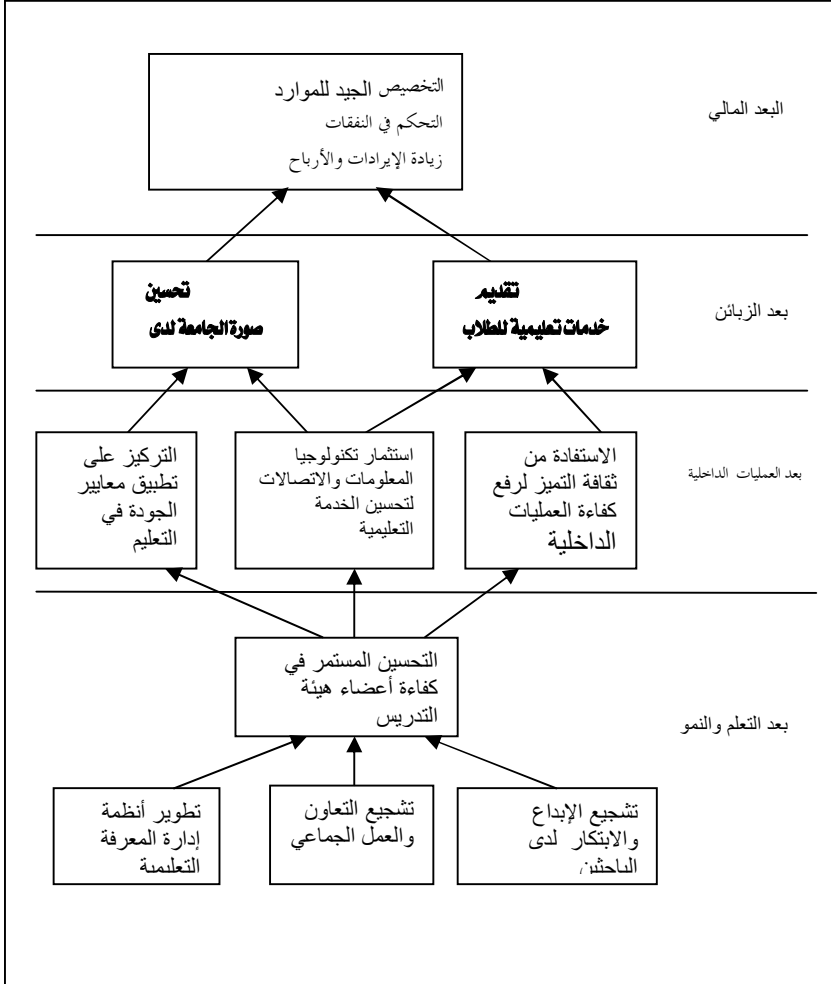 التخصيص الجيد للموارد
التحكم في النفقات
زيادة الإيرادات والأرباح
البعد المالي
تحسين
صورة الجامعة لدى
تقديم
خدمات تعليمية للطلاب
بعد الزبائن
الاستفادة من
ثقافة التميز لرفع
كفاءة العمليات
الداخلية
استثمار تكنولوجيا
المعلومات والاتصالات
لتحسين الخدمة
التعليمية
التركيز على
تطبيق معايير
الجودة في
التعليم
بعد العمليات الداخلية
التحسين المستمر في
كفاءة أعضاء هيئة
التدريس
بعد التعلم والنمو
تشجيع الإبداع
والابتكار لدى
الباحثين
تشجيع التعاون
والعمل الجماعي
تطوير أنظمة
إدارة المعرفة
التعليمية